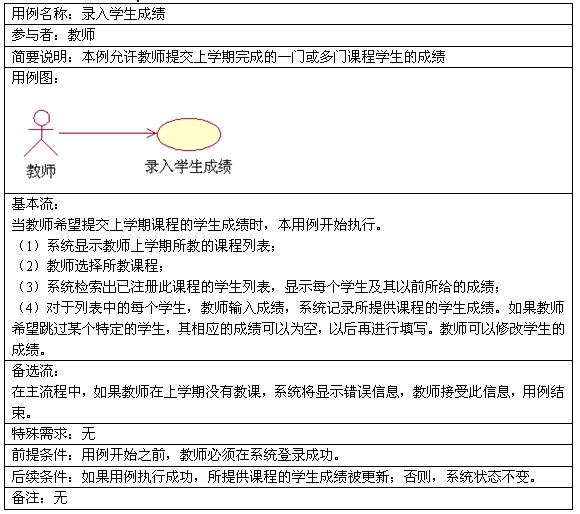 用例名称：录入学生成绩
参与者：教师
简要说明：本例允许教师提交上学期完成的一门或多门课程学生的成绩
用例图：
教师
录入学生成绩
基本流：
当教师希望提交上学期课程的学生成绩时，本用例开始执行。
（1）系统显示教师上学期所教的课程列表；
（2）教师选择所教课程；
（3）系统检索出已注册此课程的学生列表，显示每个学生及其以前所给的成绩；
（4）对于列表中的每个学生，教师输入成绩，系统记录所提供课程的学生成绩。如果教师
希望跳过某个特定的学生，其相应的成绩可以为空，以后再进行填写。教师可以修改学生的
成绩。
备选流：
在主流程中，如果教师在上学期没有教课，系统将显示错误信息，教师接受此信息，用例结
束。
特殊需求：无
前提条件：用例开始之前，教师必须在系统登录成功。
后续条件：如果用例执行成功，所提供课程的学生成绩被更新；否则，系统状态不变。
备注：无